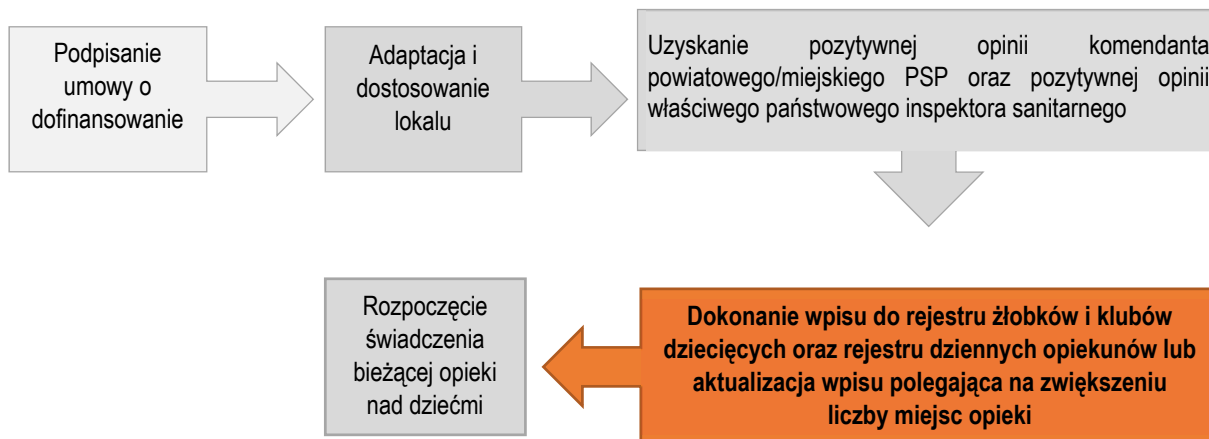 Podpisanie
umowy o
dofinansowanie
Adaptacja i
dostosowanie
lokalu
Uzyskanie pozytywnej opinii komendanta
powiatowego/miejskiego PSP oraz pozytywnej opinii
właściwego państwowego inspektora sanitarnego
Dokonanie wpisu do rejestru żłobków i klubów
dziecięcych oraz rejestru dziennych opiekunów lub
aktualizacja wpisu polegająca na zwiększeniu
liczby miejsc opieki
Rozpoczęcie
świadczenia
bieżącej opieki
nad dziećmi